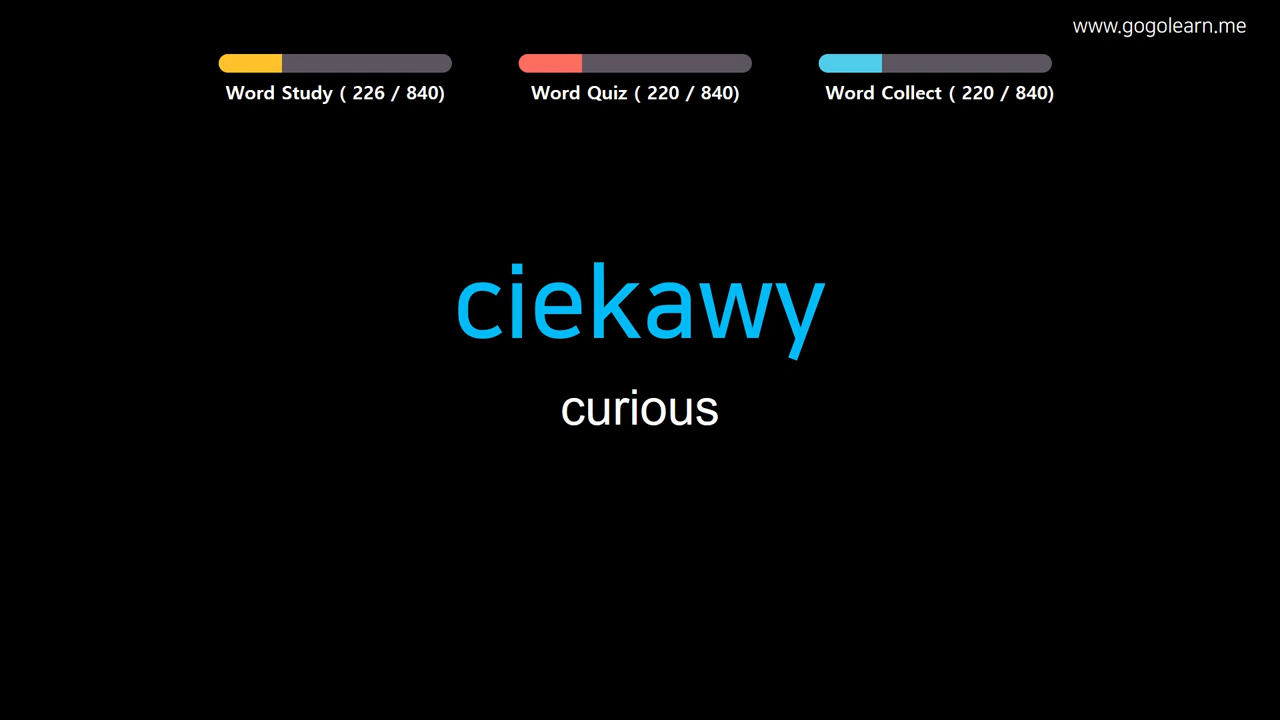 www.gogolearn.me
Word Study ( 226 / 840)
Word Quiz ( 220 / 840)
Word Collect ( 220 / 840)
ciekawy
curious